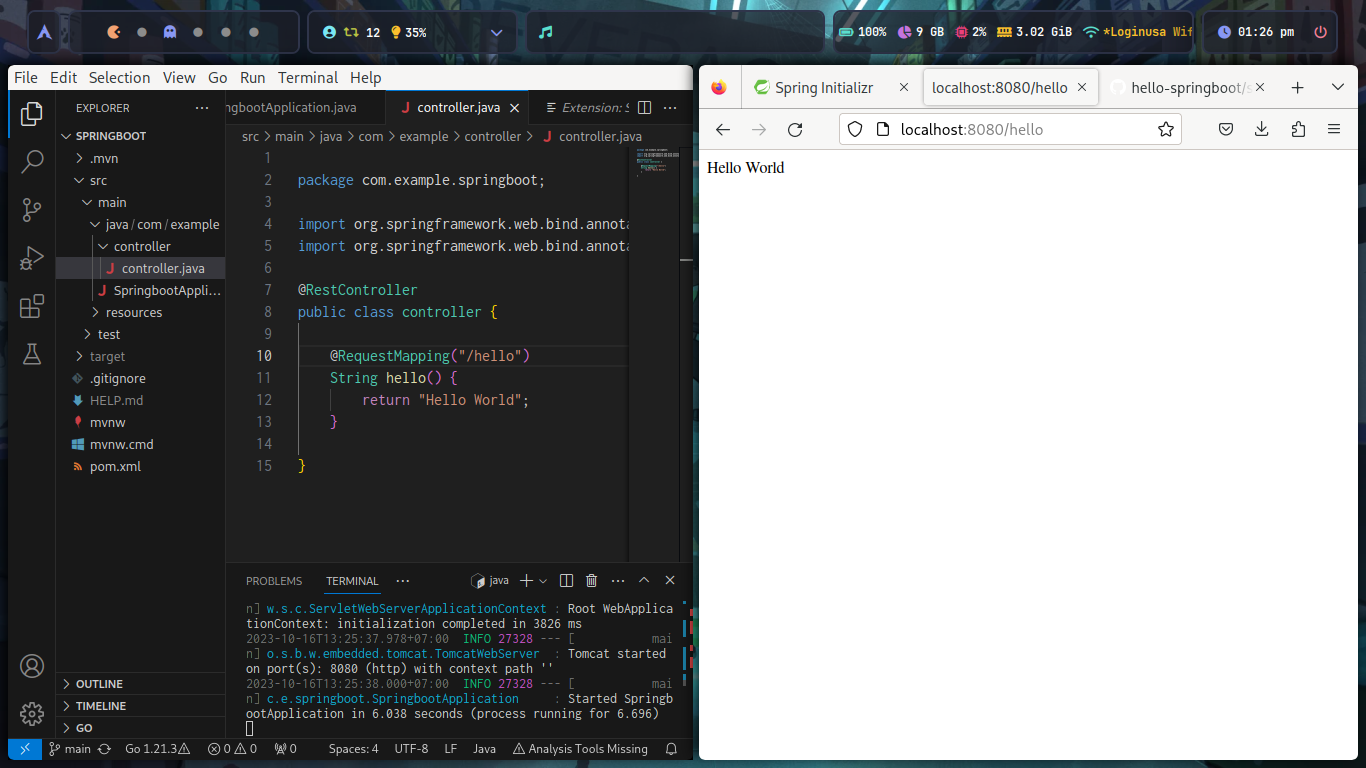 12 35% 100% 9 GB 2% 3.02 GiB *Loginusa Wif 01:26 pm
File Edit Selection View Go Run Terminal Help
EXPLORER
SPRINGBOOT
.mvn
src
main
java/com/example
controller
controller.java
SpringbootAppli...
resources
test
target
.gitignore
HELP.md
mvnw
mvnw.cmd
pom.xml
OUTLINE
TIMELINE
GO
ngbootApplication.java controller.java Extension: S
src > main > java > com > example > controller > controller.java
1
2 package com.example.springboot;
3
4 import org.springframework.web.bind.annota
5 import org.springframework.web.bind.annota
6
7 @RestController
8 public class controller {
9
10 @RequestMapping("/hello")
11 String hello() {
12 return "Hello World";
13 }
14
15 }
PROBLEMS TERMINAL java
n] w.s.c.ServletWebServerApplicationContext : Root WebApplica
tionContext: initialization completed in 3826 ms
2023-10-16T13:25:37.978+07:00 INFO 27328 --- [ mai
n] o.s.b.w.embedded.tomcat.TomcatWebServer : Tomcat started
on port(s): 8080 (http) with context path ''
2023-10-16T13:25:38.000+07:00 INFO 27328 --- [ mai
n] c.e.springboot.SpringbootApplication : Started Springb
ootApplication in 6.038 seconds (process running for 6.696)
main Go 1.21.3 0 0 0 Spaces: 4 UTF-8 LF Java Analysis Tools Missing
Spring Initializr localhost:8080/hello hello-springboot/s
localhost:8080/hello
Hello World